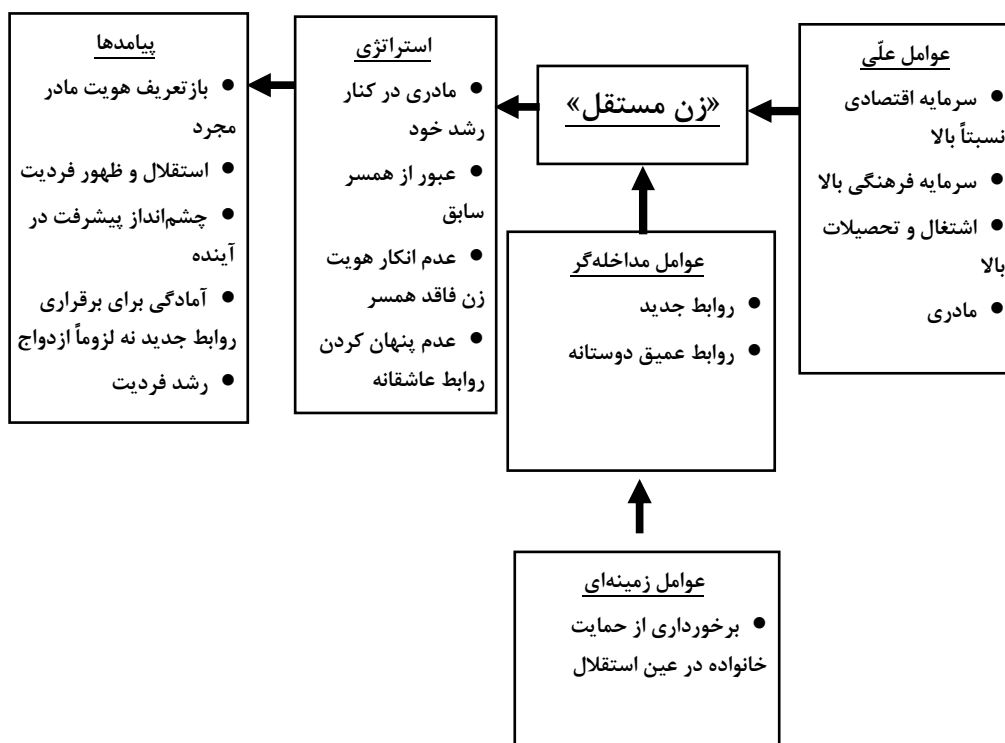 عوامل علّی
● سرمایه اقتصادی
نسبتاً بالا
● سرمایه فرهنگی بالا
● اشتغال و تحصیلات
بالا
● مادری
«زن مستقل»
استراتژی
● مادری در کنار
رشد خود
● عبور از همسر
سابق
● عدم انکار هویت
زن فاقد همسر
● عدم پنهان کردن
روابط عاشقانه
پیامدها
● بازتعریف هویت مادر
مجرد
● استقلال و ظهور فردیت
● چشم‌انداز پیشرفت در
آینده
● آمادگی برای برقراری
روابط جدید نه لزوماً ازدواج
● رشد فردیت
عوامل مداخله‌گر
● روابط جدید
● روابط عمیق دوستانه
عوامل زمینه‌ای
● برخورداری از حمایت
خانواده در عین استقلال